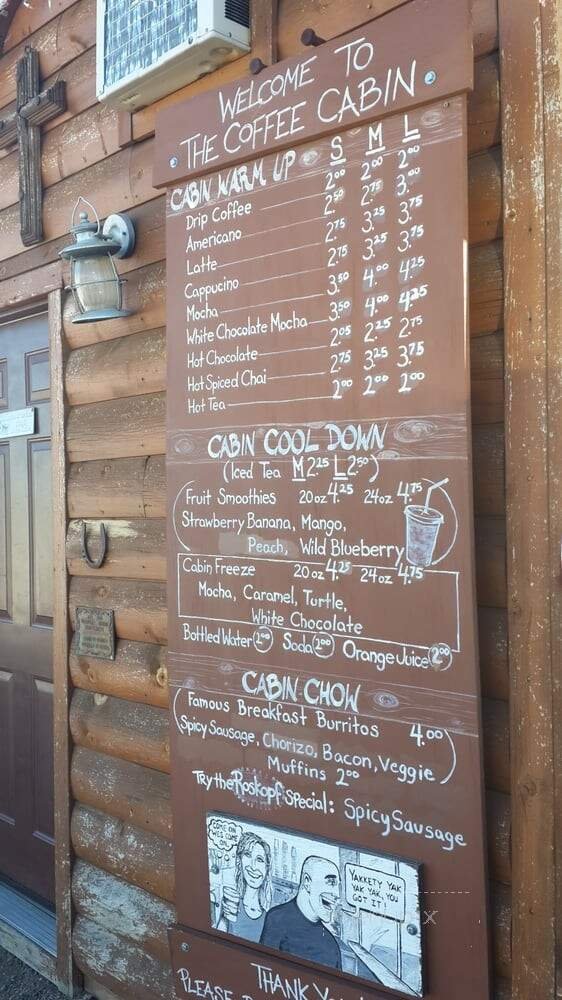 WELCOME TO
THE COFFEE CABIN
CABIN WARM UP S M L
Drip Coffee 2.00 2.00 2.00
Americano 2.50 2.75 3.00
Latte 2.75 3.25 3.75
Cappucino 2.75 3.25 3.75
Mocha 3.50 4.00 4.25
White Chocolate Mocha 3.50 4.00 4.25
Hot Chocolate 2.05 2.25 2.75
Hot Spiced Chai 2.75 3.25 3.75
Hot Tea 2.00 2.00 2.00
CABIN COOL DOWN
(Iced Tea M 2.25 L 2.50)
Fruit Smoothies 20oz 4.25 24oz 4.75
Strawberry Banana, Mango,
Peach, Wild Blueberry
Cabin Freeze 20oz 4.25 24oz 4.75
Mocha, Caramel, Turtle,
White Chocolate
Bottled Water 1.00 Soda 1.00 Orange Juice 2.00
CABIN CHOW
Famous Breakfast Burritos 4.00
(Spicy Sausage, Chorizo, Bacon, Veggie)
Muffins 2.00
Try the Roskopf Special: Spicy Sausage
COME ON
WES COME
ON
YAKKETY YAK
YAK YAK, YOU
GOT IT!
THANK
PLEASE